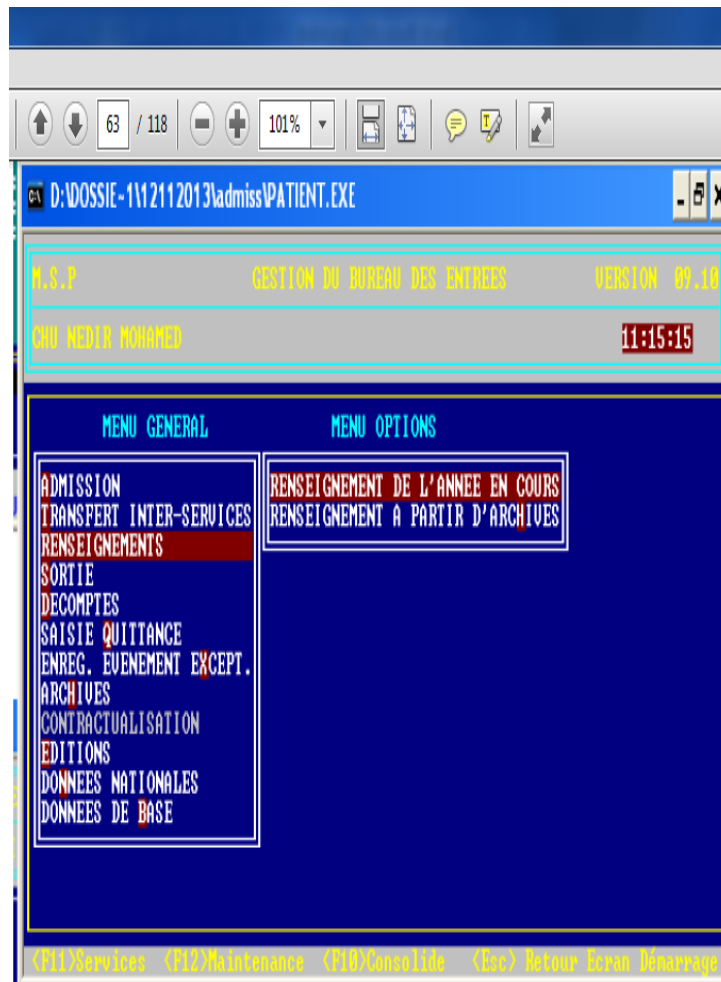 63 / 118 101%
D:\DOSSIE~1\12112013\admiss\PATIENT.EXE
M.S.P GESTION DU BUREAU DES ENTREES VERSION 09.10
CHU NEDIR MOHAMED 11:15:15
MENU GENERAL MENU OPTIONS
ADMISSION RENSEIGNEMENT DE L'ANNEE EN COURS
TRANSFERT INTER-SERVICES RENSEIGNEMENT A PARTIR D'ARCHIVES
RENSEIGNEMENTS
SORTIE
DECOMPTES
SAISIE QUITTANCE
ENREG. EVENEMENT EXCEPT.
ARCHIVES
CONTRACTUALISATION
EDITIONS
DONNEES NATIONALES
DONNEES DE BASE
<F11>Services <F12>Maintenance <F10>Consolide <Esc> Retour Ecran Démarrage